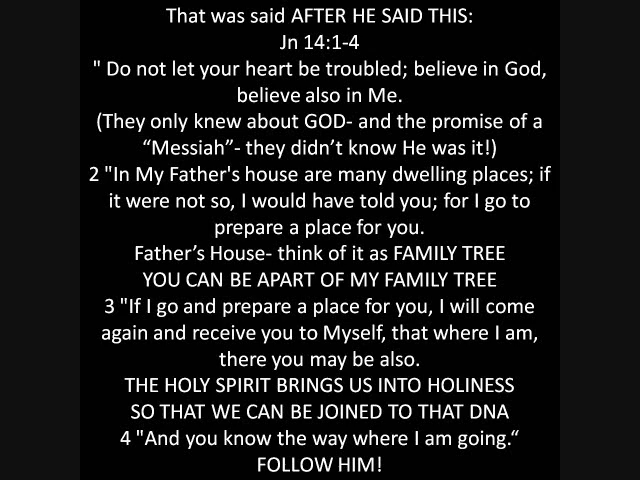 That was said AFTER HE SAID THIS:
Jn 14:1-4
" Do not let your heart be troubled; believe in God,
believe also in Me.
(They only knew about GOD- and the promise of a
“Messiah”- they didn’t know He was it!)
2 "In My Father's house are many dwelling places; if
it were not so, I would have told you; for I go to
prepare a place for you.
Father’s House- think of it as FAMILY TREE
YOU CAN BE APART OF MY FAMILY TREE
3 "If I go and prepare a place for you, I will come
again and receive you to Myself, that where I am,
there you may be also.
THE HOLY SPIRIT BRINGS US INTO HOLINESS
SO THAT WE CAN BE JOINED TO THAT DNA
4 "And you know the way where I am going.“
FOLLOW HIM!